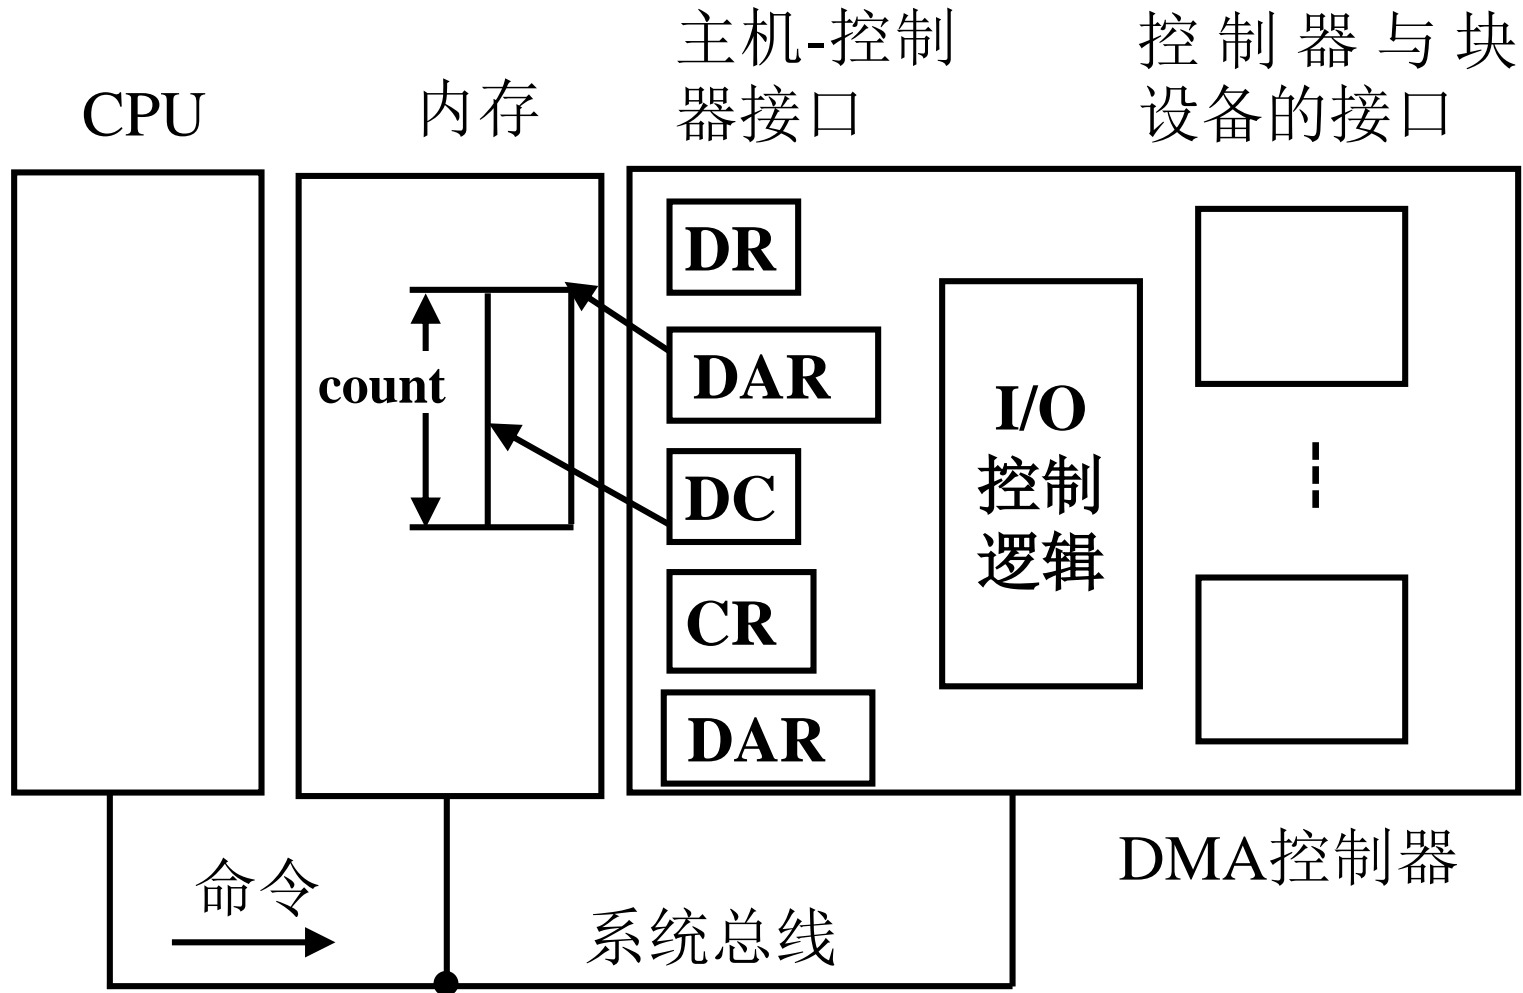 CPU
内存
主机-控制
器接口
控制器与块
设备的接口
DR
DAR
count
DC
CR
DAR
I/O
控制
逻辑
DMA控制器
命令
系统总线